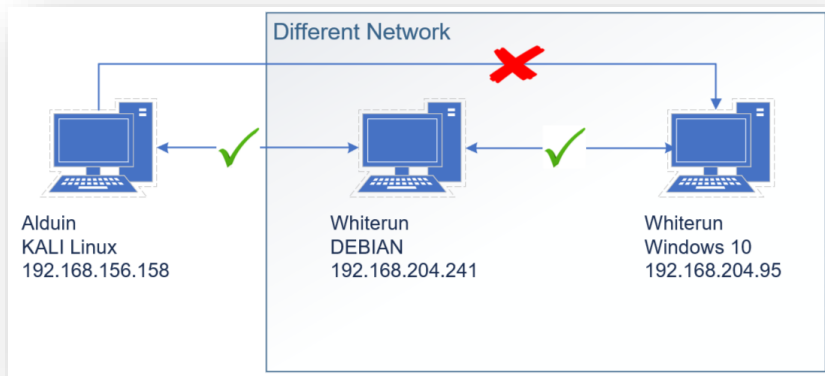 Different Network
Alduin
KALI Linux
192.168.156.158
Whiterun
DEBIAN
192.168.204.241
Whiterun
Windows 10
192.168.204.95